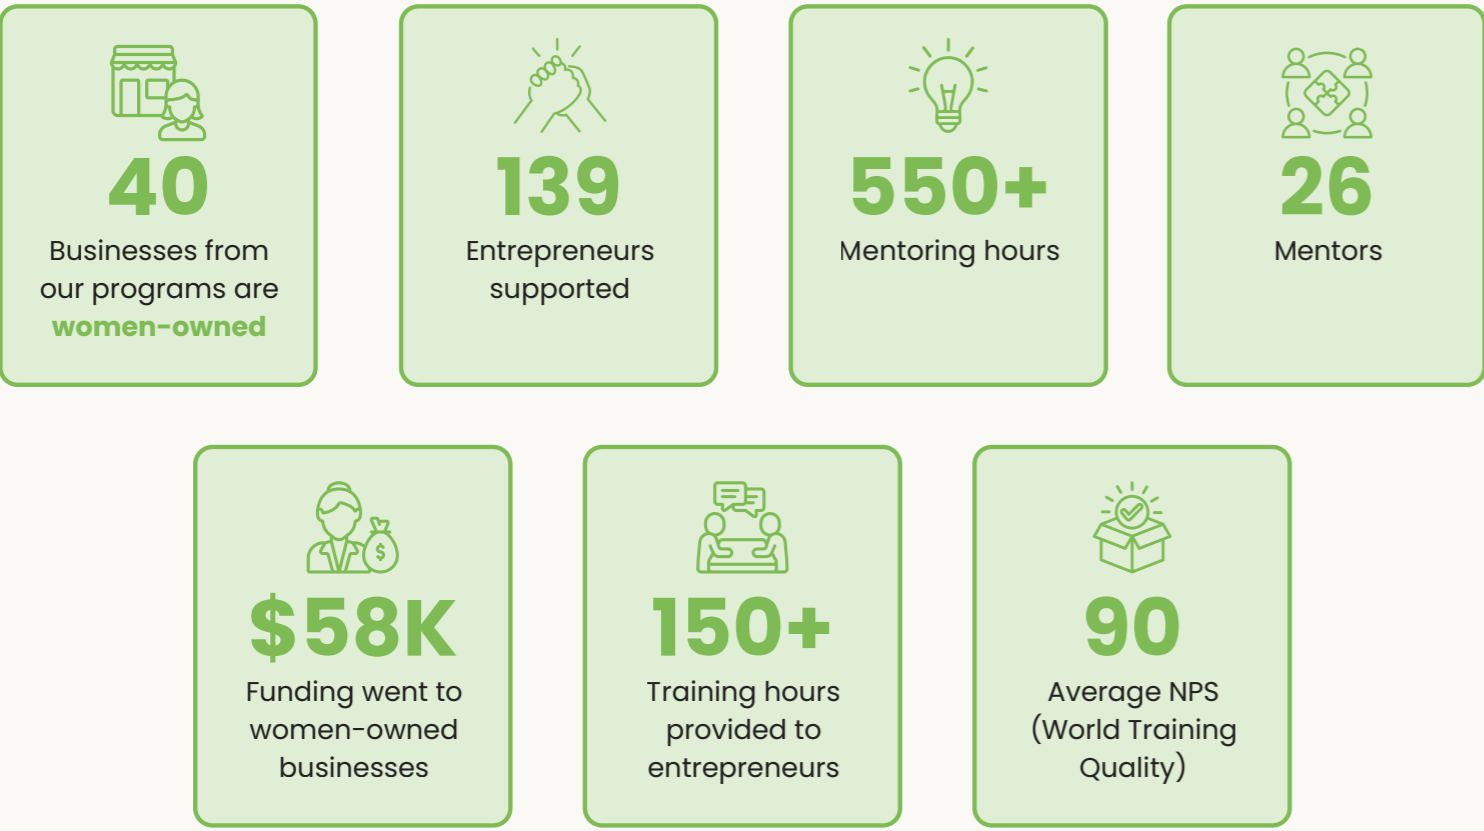 40
Businesses from
our programs are
women-owned
139
Entrepreneurs
supported
550+
Mentoring hours
26
Mentors
$58K
Funding went to
women-owned
businesses
$
150+
Training hours
provided to
entrepreneurs
90
Average NPS
(World Training
Quality)